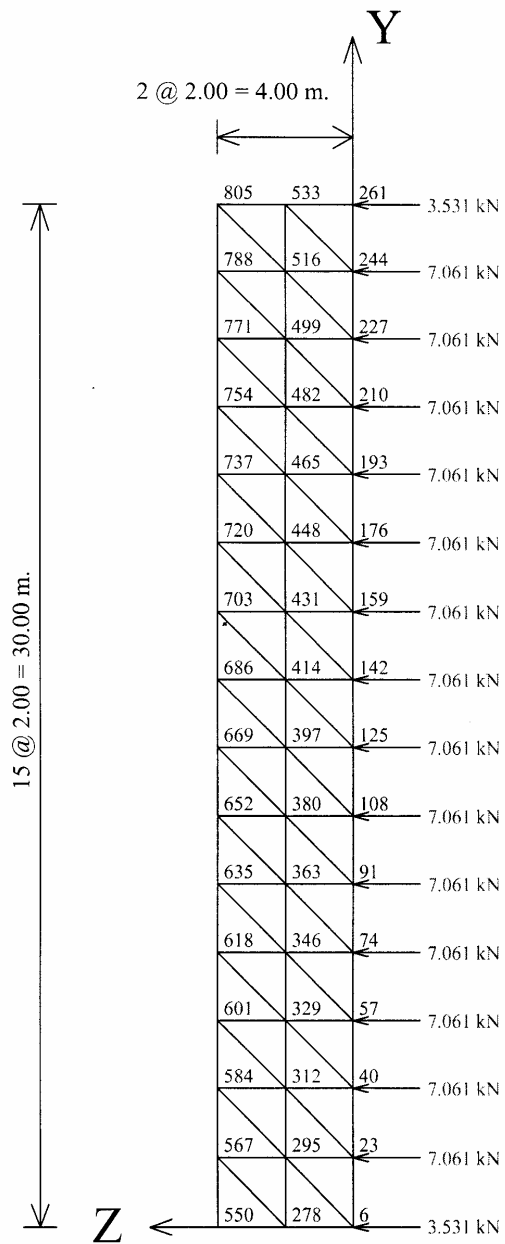 Y
2 @ 2.00 = 4.00 m.
805 533 261 3.531 kN
788 516 244 7.061 kN
771 499 227 7.061 kN
754 482 210 7.061 kN
737 465 193 7.061 kN
720 448 176 7.061 kN
703 431 159 7.061 kN
686 414 142 7.061 kN
669 397 125 7.061 kN
652 380 108 7.061 kN
635 363 91 7.061 kN
618 346 74 7.061 kN
601 329 57 7.061 kN
584 312 40 7.061 kN
567 295 23 7.061 kN
550 278 6 3.531 kN
15 @ 2.00 = 30.00 m.
Z